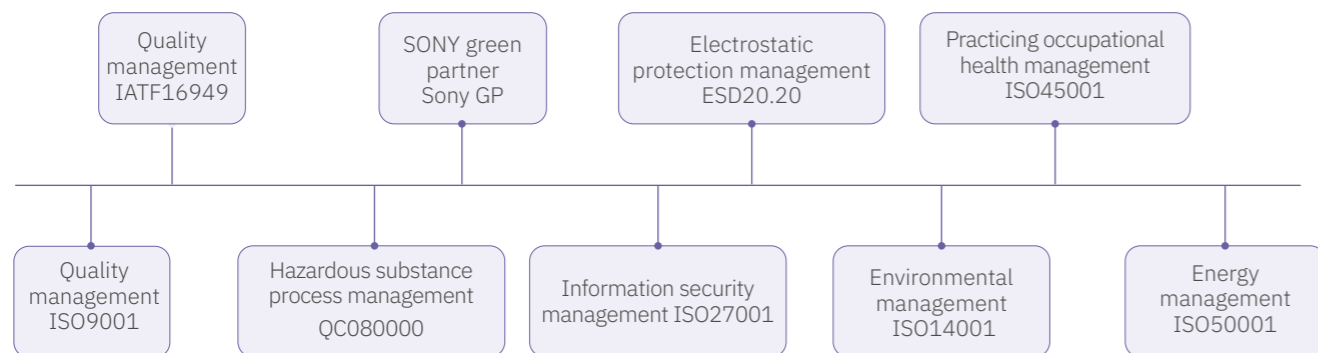 Quality
management
IATF16949
SONY green
partner
Sony GP
Electrostatic
protection management
ESD20.20
Practicing occupational
health management
ISO45001
Quality
management
ISO9001
Hazardous substance
process management
QC080000
Information security
management ISO27001
Environmental
management
ISO14001
Energy
management
ISO50001